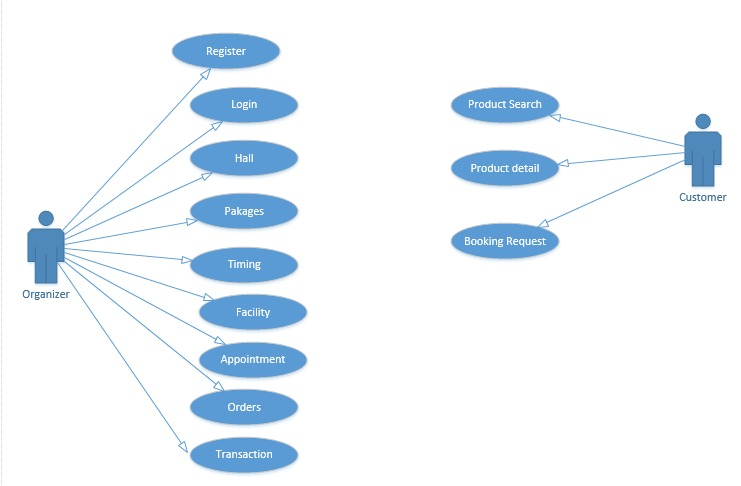 Register
Login
Hall
Pakages
Timing
Facility
Appointment
Orders
Transaction
Organizer
Product Search
Product detail
Booking Request
Customer